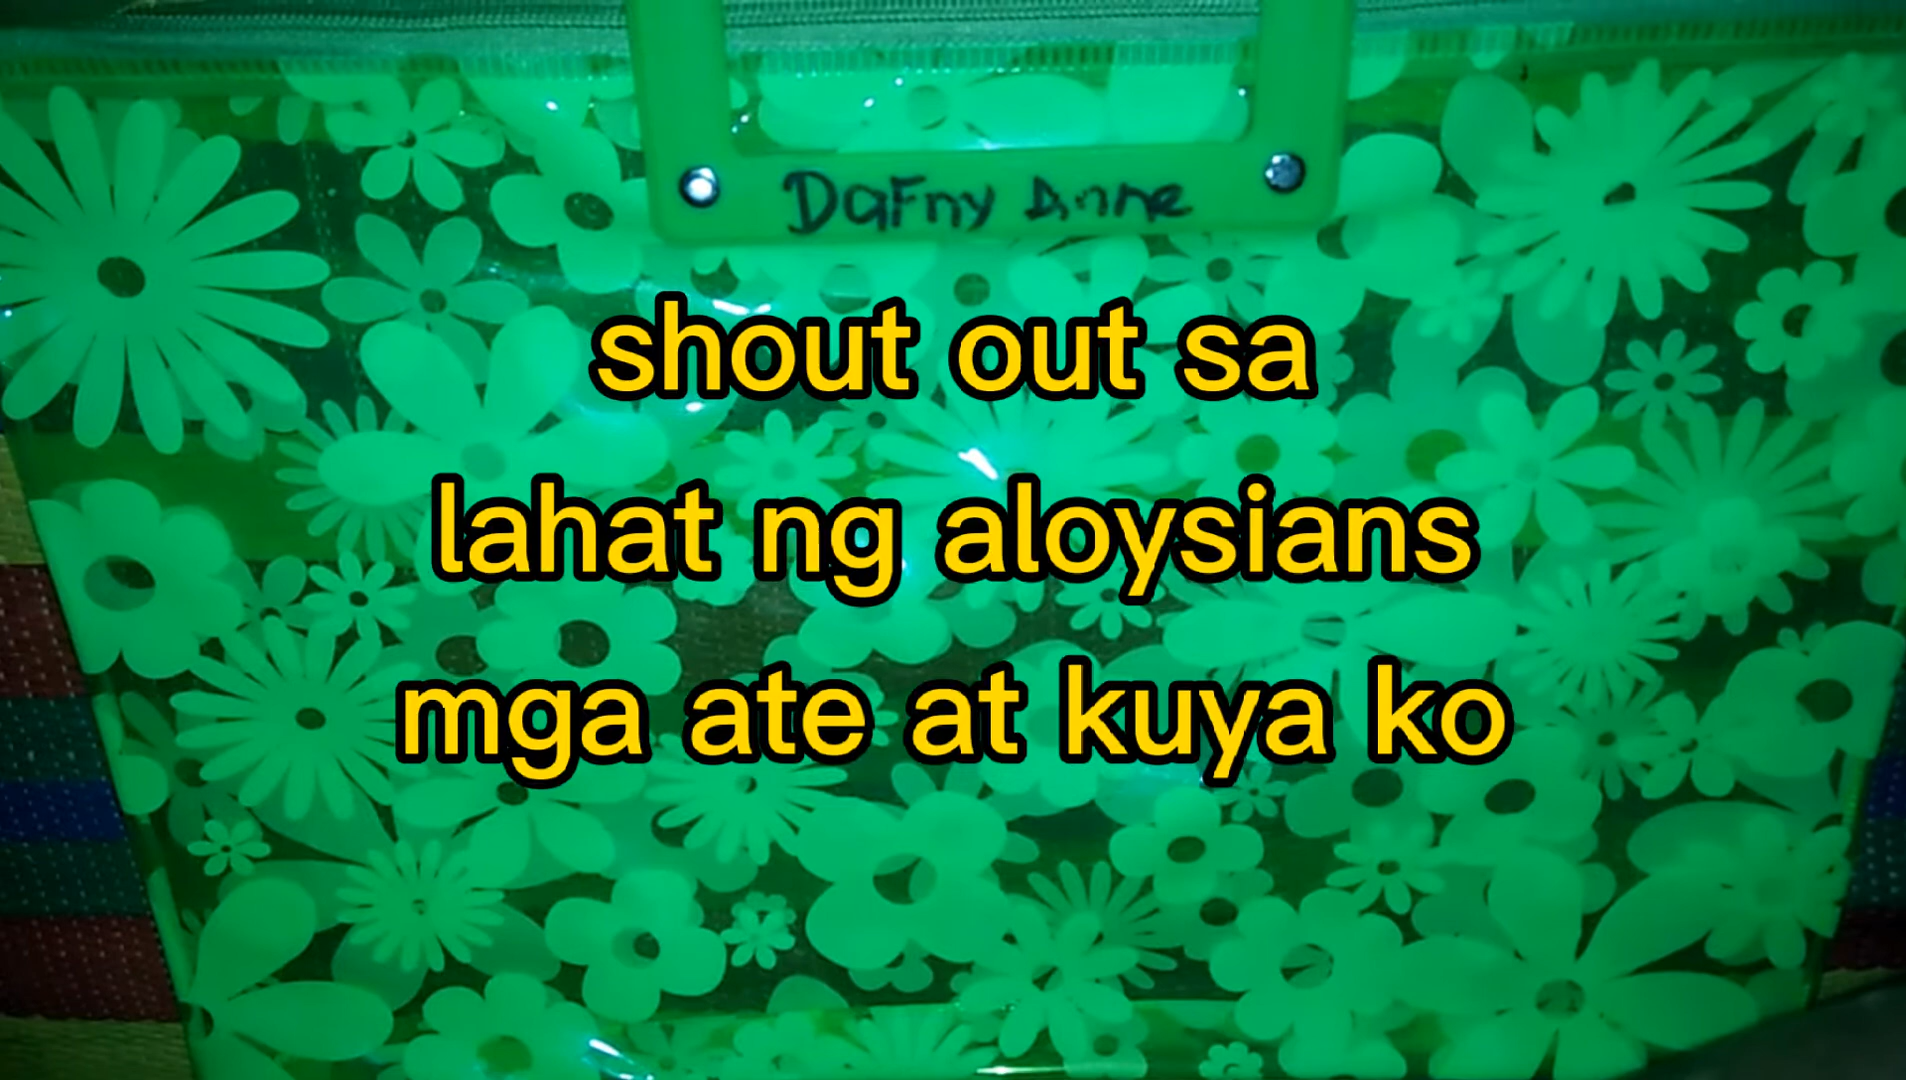 DaFny Anne
shout out sa
lahat ng aloysians
mga ate at kuya ko